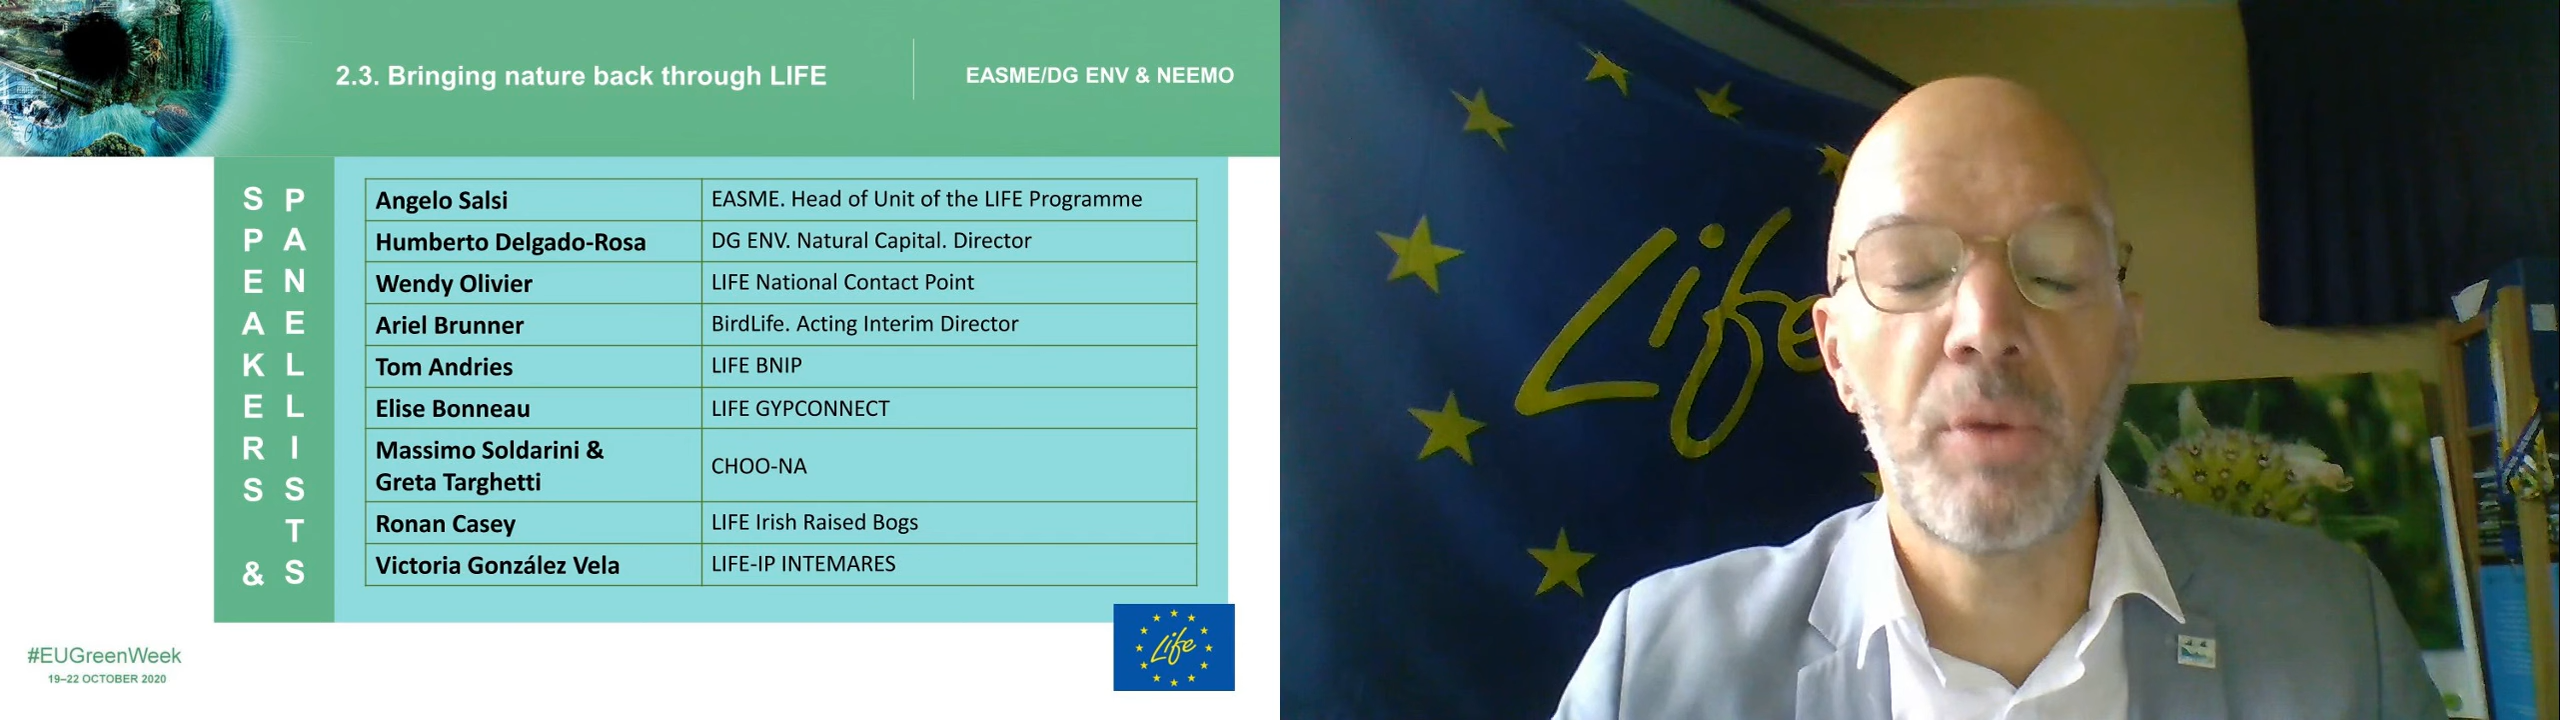 2.3. Bringing nature back through LIFE
EASME/DG ENV & NEEMO
SPEAKERS &
PANELLISTS
Angelo Salsi
EASME. Head of Unit of the LIFE Programme
Humberto Delgado-Rosa
DG ENV. Natural Capital. Director
Wendy Olivier
LIFE National Contact Point
Ariel Brunner
BirdLife. Acting Interim Director
Tom Andries
LIFE BNIP
Elise Bonneau
LIFE GYPCONNECT
Massimo Soldarini &
Greta Targhetti
CHOO-NA
Ronan Casey
LIFE Irish Raised Bogs
Victoria González Vela
LIFE-IP INTEMARES
#EUGreenWeek
19–22 OCTOBER 2020
Life
Life